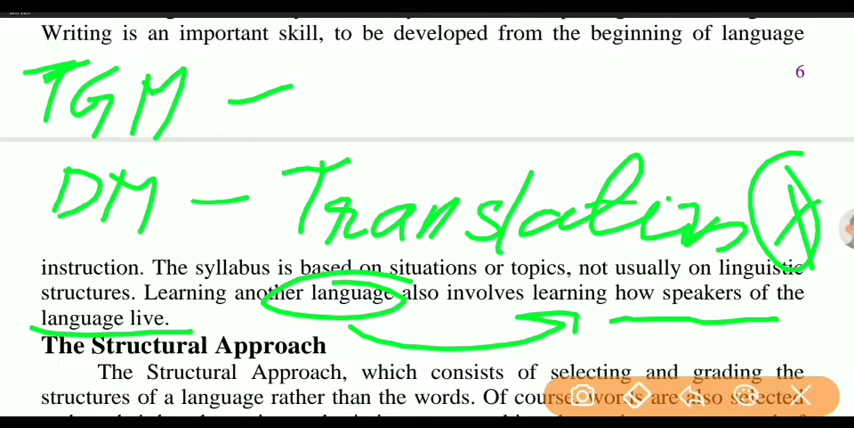 Writing is an important skill, to be developed from the beginning of language
6
TGM –
DM – Translation X
instruction. The syllabus is based on situations or topics, not usually on linguistic
structures. Learning another language also involves learning how speakers of the
language live.
The Structural Approach
The Structural Approach, which consists of selecting and grading the
structures of a language rather than the words. Of course words are also selected